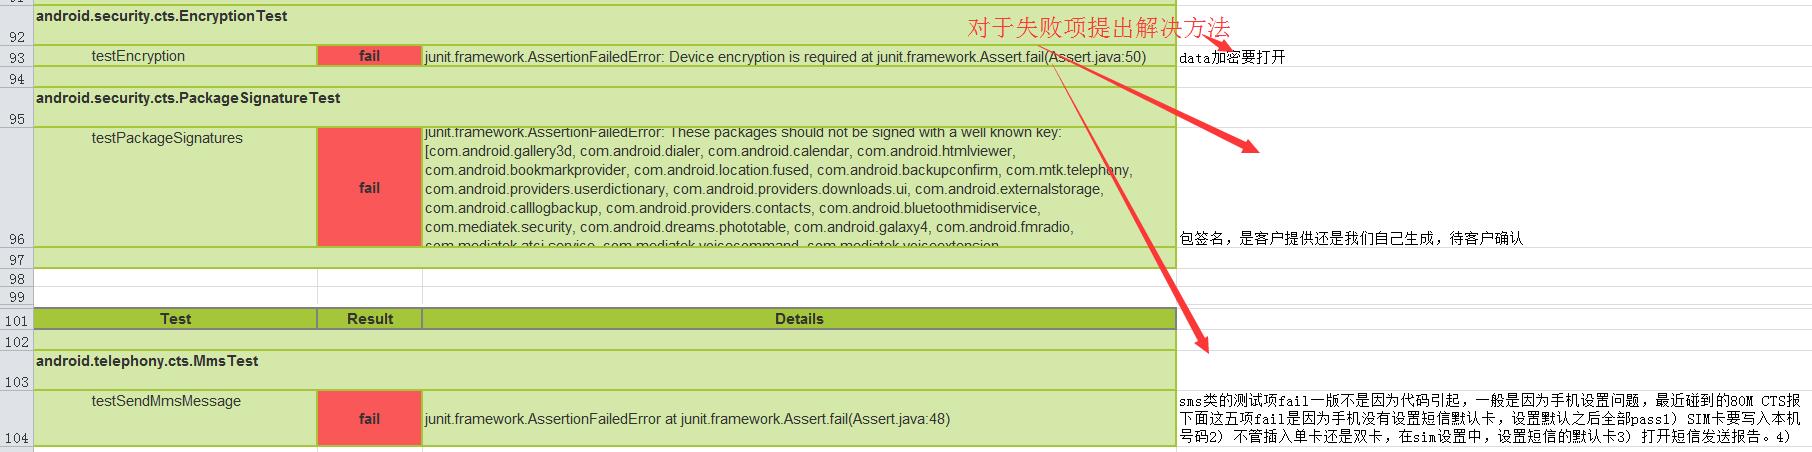 android.security.cts.EncryptionTest
92
对于失败项提出解决方法
93 testEncryption fail junit.framework.AssertionFailedError: Device encryption is required at junit.framework.Assert.fail(Assert.java:50) data加密要打开
94
android.security.cts.PackageSignatureTest
95
testPackageSignatures
fail
junit.framework.AssertionFailedError: These packages should not be signed with a well known key:
[com.android.gallery3d, com.android.dialer, com.android.calendar, com.android.htmlviewer,
com.android.bookmarkprovider, com.android.location.fused, com.android.backupconfirm, com.mtk.telephony,
com.android.providers.userdictionary, com.android.providers.downloads.ui, com.android.externalstorage,
com.android.calllogbackup, com.android.providers.contacts, com.android.bluetoothmidiservice,
com.mediatek.security, com.android.dreams.phototable, com.android.galaxy4, com.android.fmradio,
com.mediatek.atci.service, com.mediatek.voicecommand, com.mediatek.voiceextension
96 包签名，是客户提供还是我们自己生成，待客户确认
97
98
99
101 Test Result Details
102
android.telephony.cts.MmsTest
103
testSendMmsMessage
fail
junit.framework.AssertionFailedError at junit.framework.Assert.fail(Assert.java:48)
104
sms类的测试项fail一版不是因为代码引起，一般是因为手机设置问题，最近碰到的80M CTS报
下面这五项fail是因为手机没有设置短信默认卡，设置默认之后全部pass1) SIM卡要写入本机
号码2) 不管插入单卡还是双卡，在sim设置中，设置短信的默认卡3) 打开短信发送报告。4)